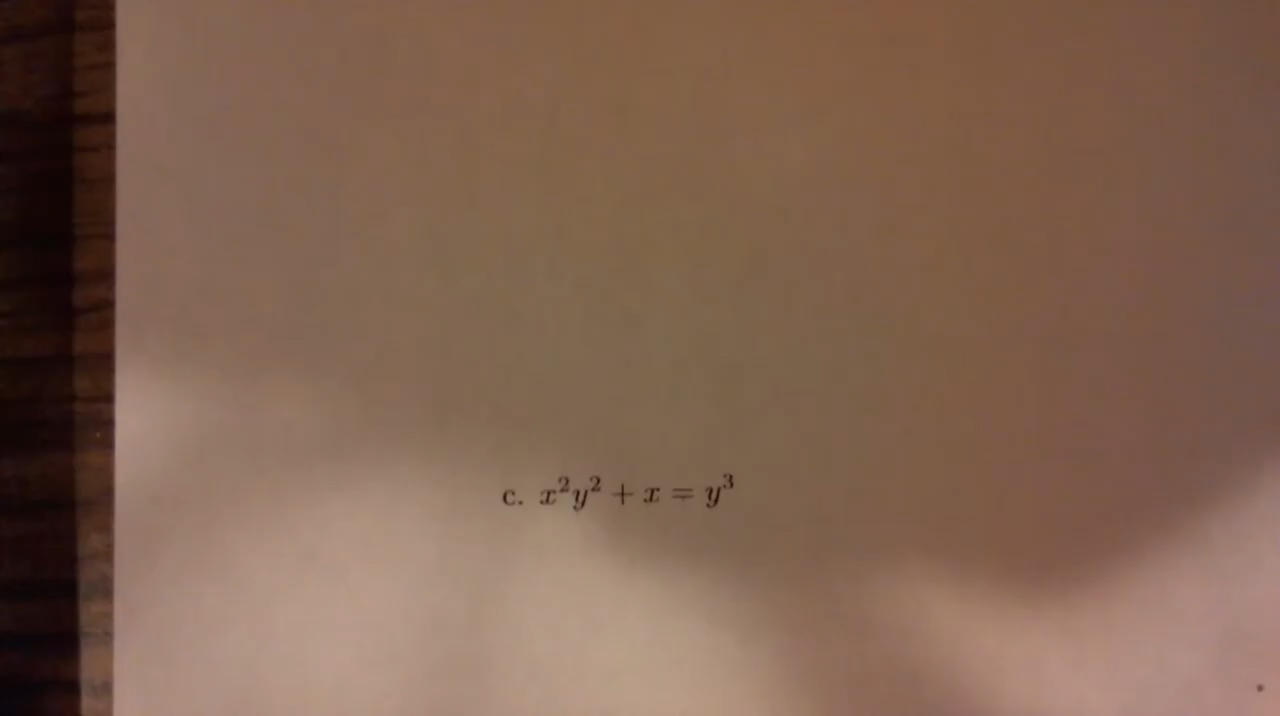 c. x²y² + x = y³